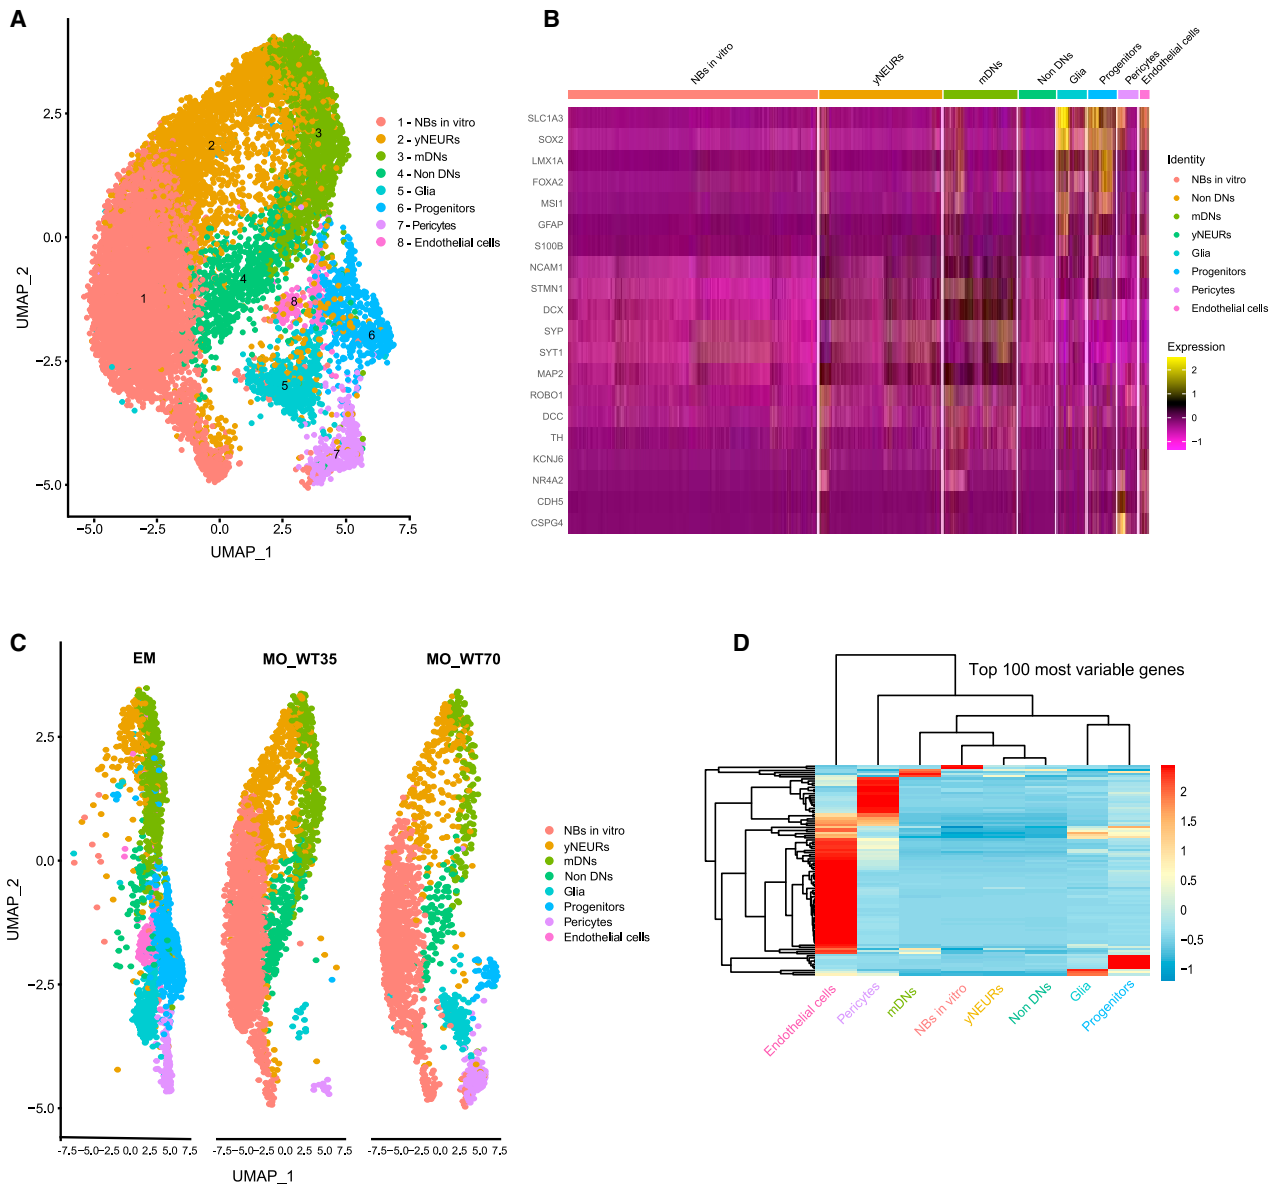 A
UMAP_2
2.5
0.0
−2.5
−5.0
−5.0
−2.5
0.0
2.5
5.0
7.5
UMAP_1
1
2
3
4
5
6
7
8
1 - NBs in vitro
2 - yNEURs
3 - mDNs
4 - Non DNs
5 - Glia
6 - Progenitors
7 - Pericytes
8 - Endothelial cells
B
NBs in vitro
yNEURs
mDNs
Non DNs
Glia
Progenitors
Pericytes
Endothelial cells
SLC1A3
SOX2
LMX1A
FOXA2
MSI1
GFAP
S100B
NCAM1
STMN1
DCX
SYP
SYT1
MAP2
ROBO1
DCC
TH
KCNJ6
NR4A2
CDH5
CSPG4
Identity
NBs in vitro
Non DNs
mDNs
yNEURs
Glia
Progenitors
Pericytes
Endothelial cells
Expression
2
1
0
−1
C
EM
MO_WT35
MO_WT70
UMAP_2
2.5
0.0
−2.5
−5.0
-7.5−5.0−2.5 0.0 2.5 5.0 7.5
-7.5−5.0−2.5 0.0 2.5 5.0 7.5
-7.5−5.0−2.5 0.0 2.5 5.0 7.5
UMAP_1
NBs in vitro
yNEURs
mDNs
Non DNs
Glia
Progenitors
Pericytes
Endothelial cells
D
Top 100 most variable genes
2
1.5
1
0.5
0
−0.5
−1
Endothelial cells
Pericytes
mDNs
NBs in vitro
yNEURs
Non DNs
Glia
Progenitors